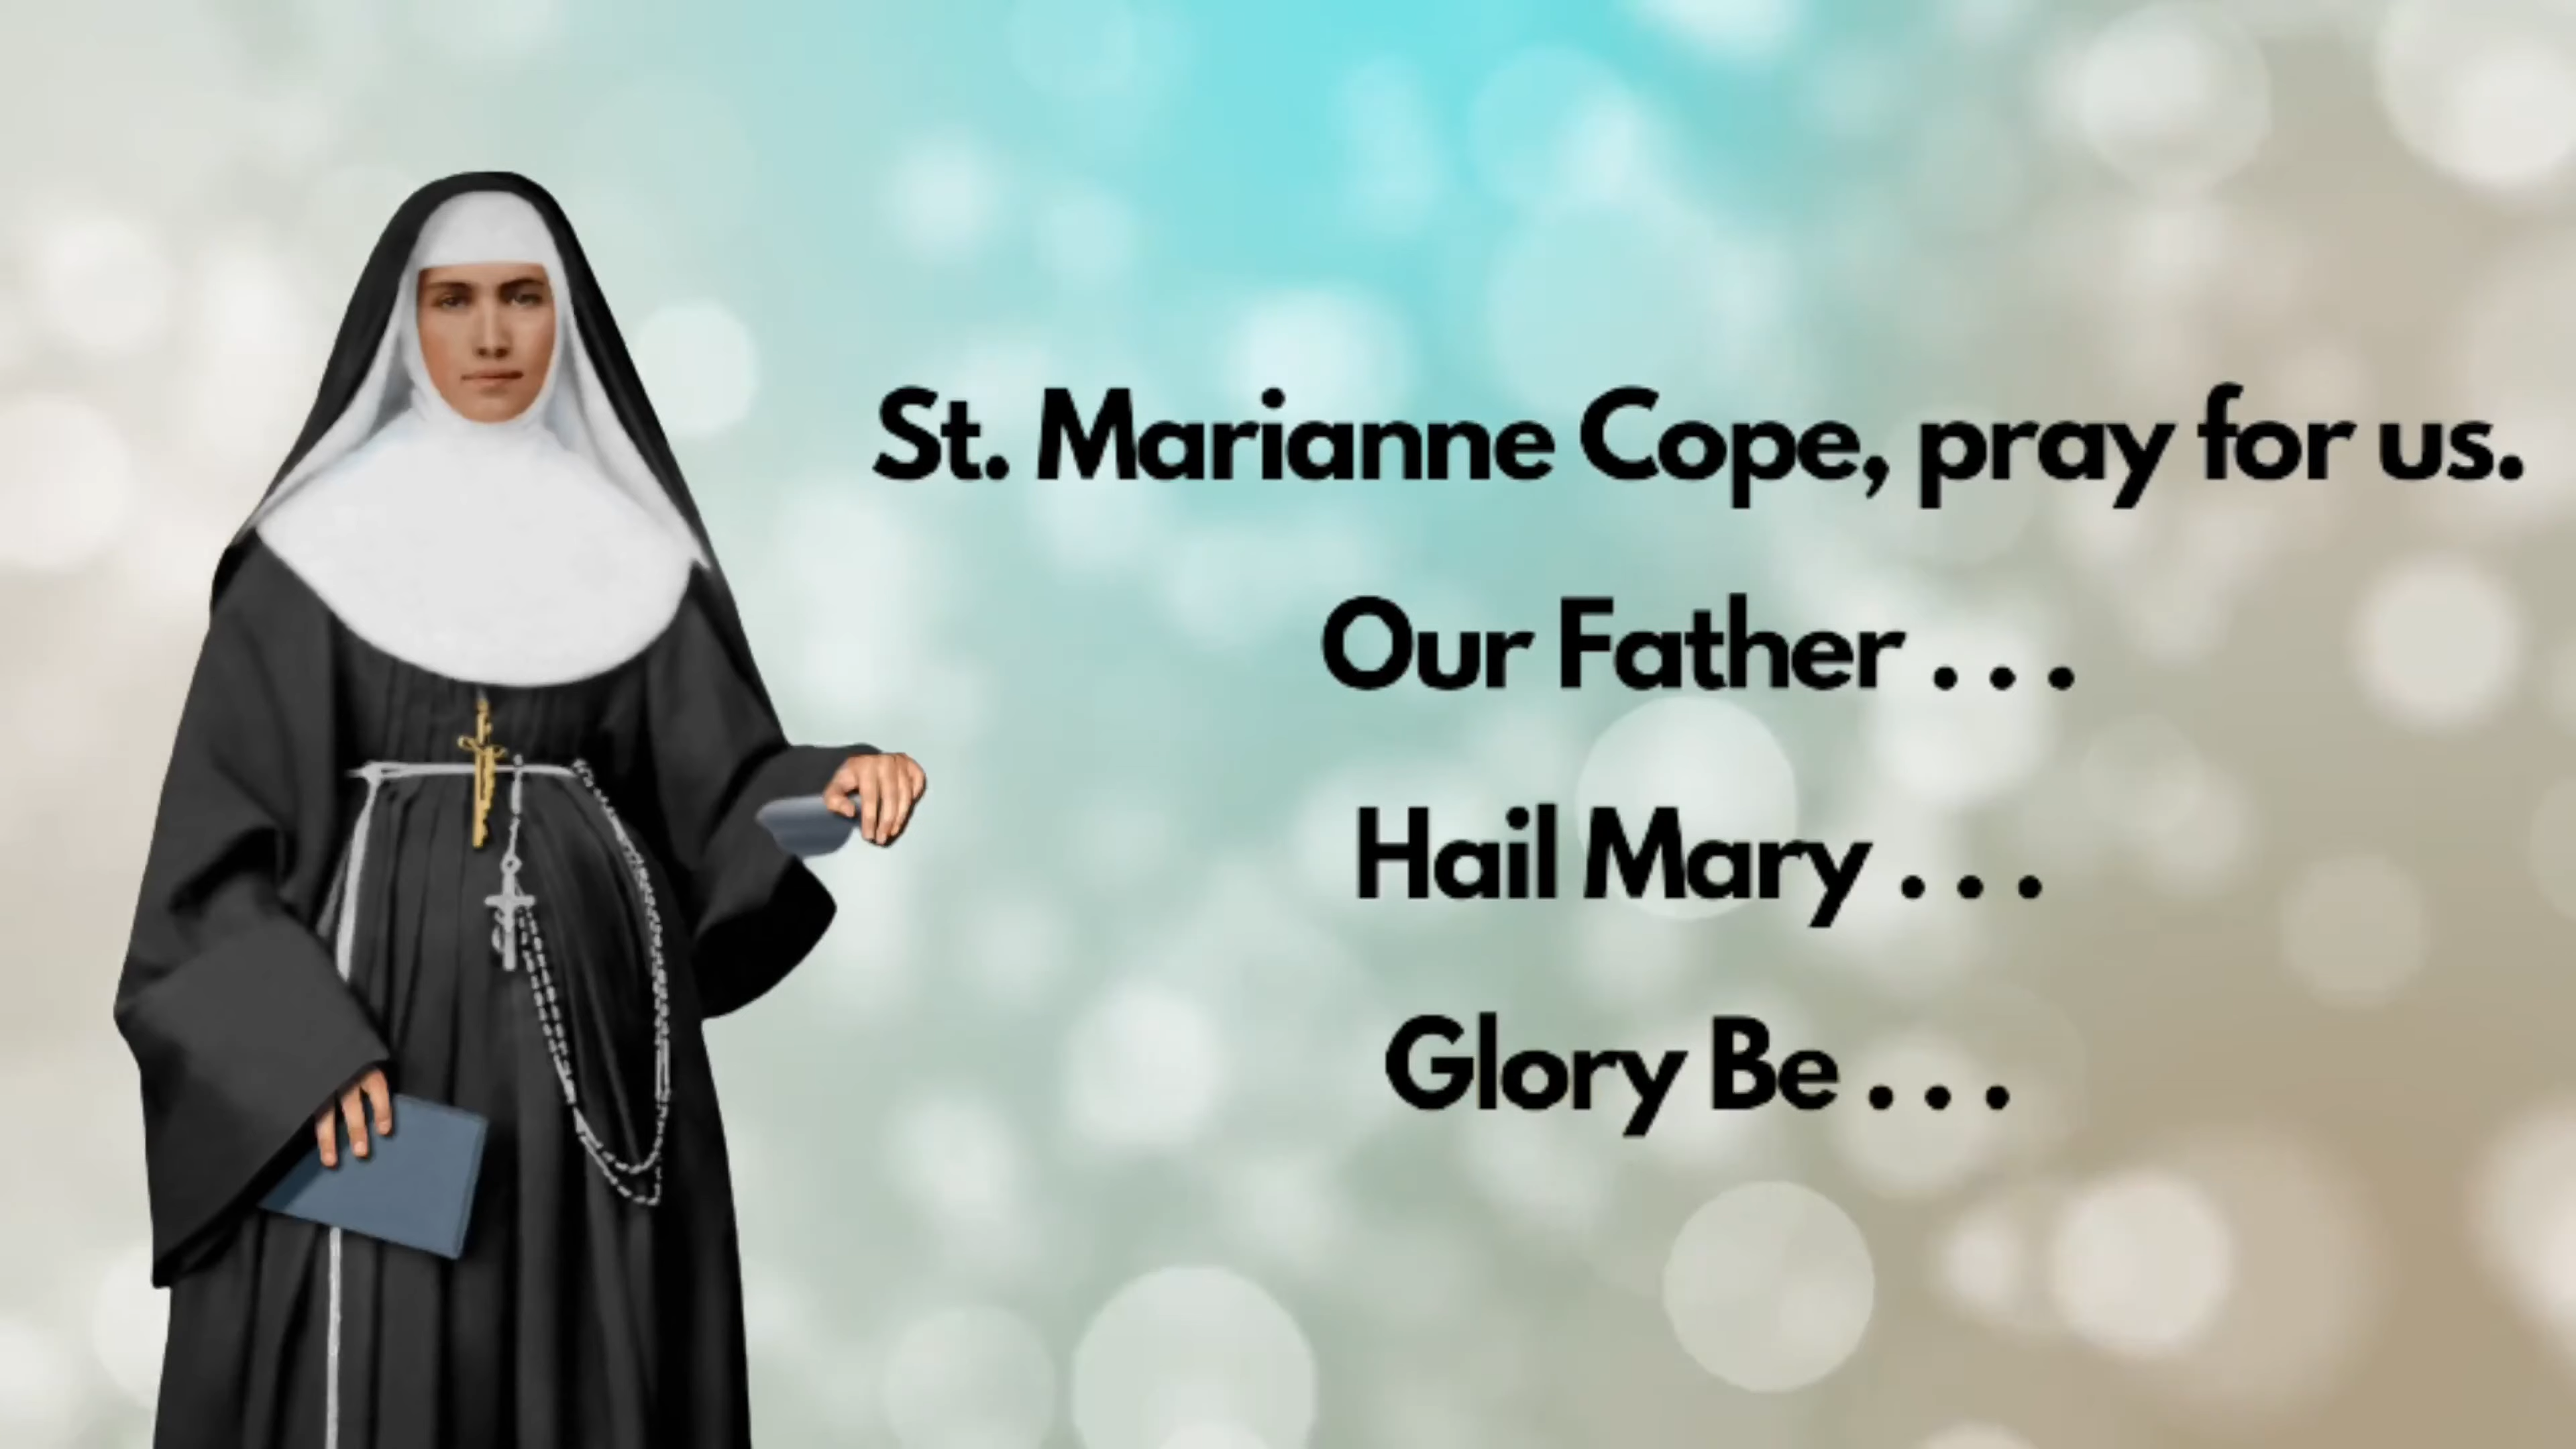 St. Marianne Cope, pray for us.
Our Father . . .
Hail Mary . . .
Glory Be . . .